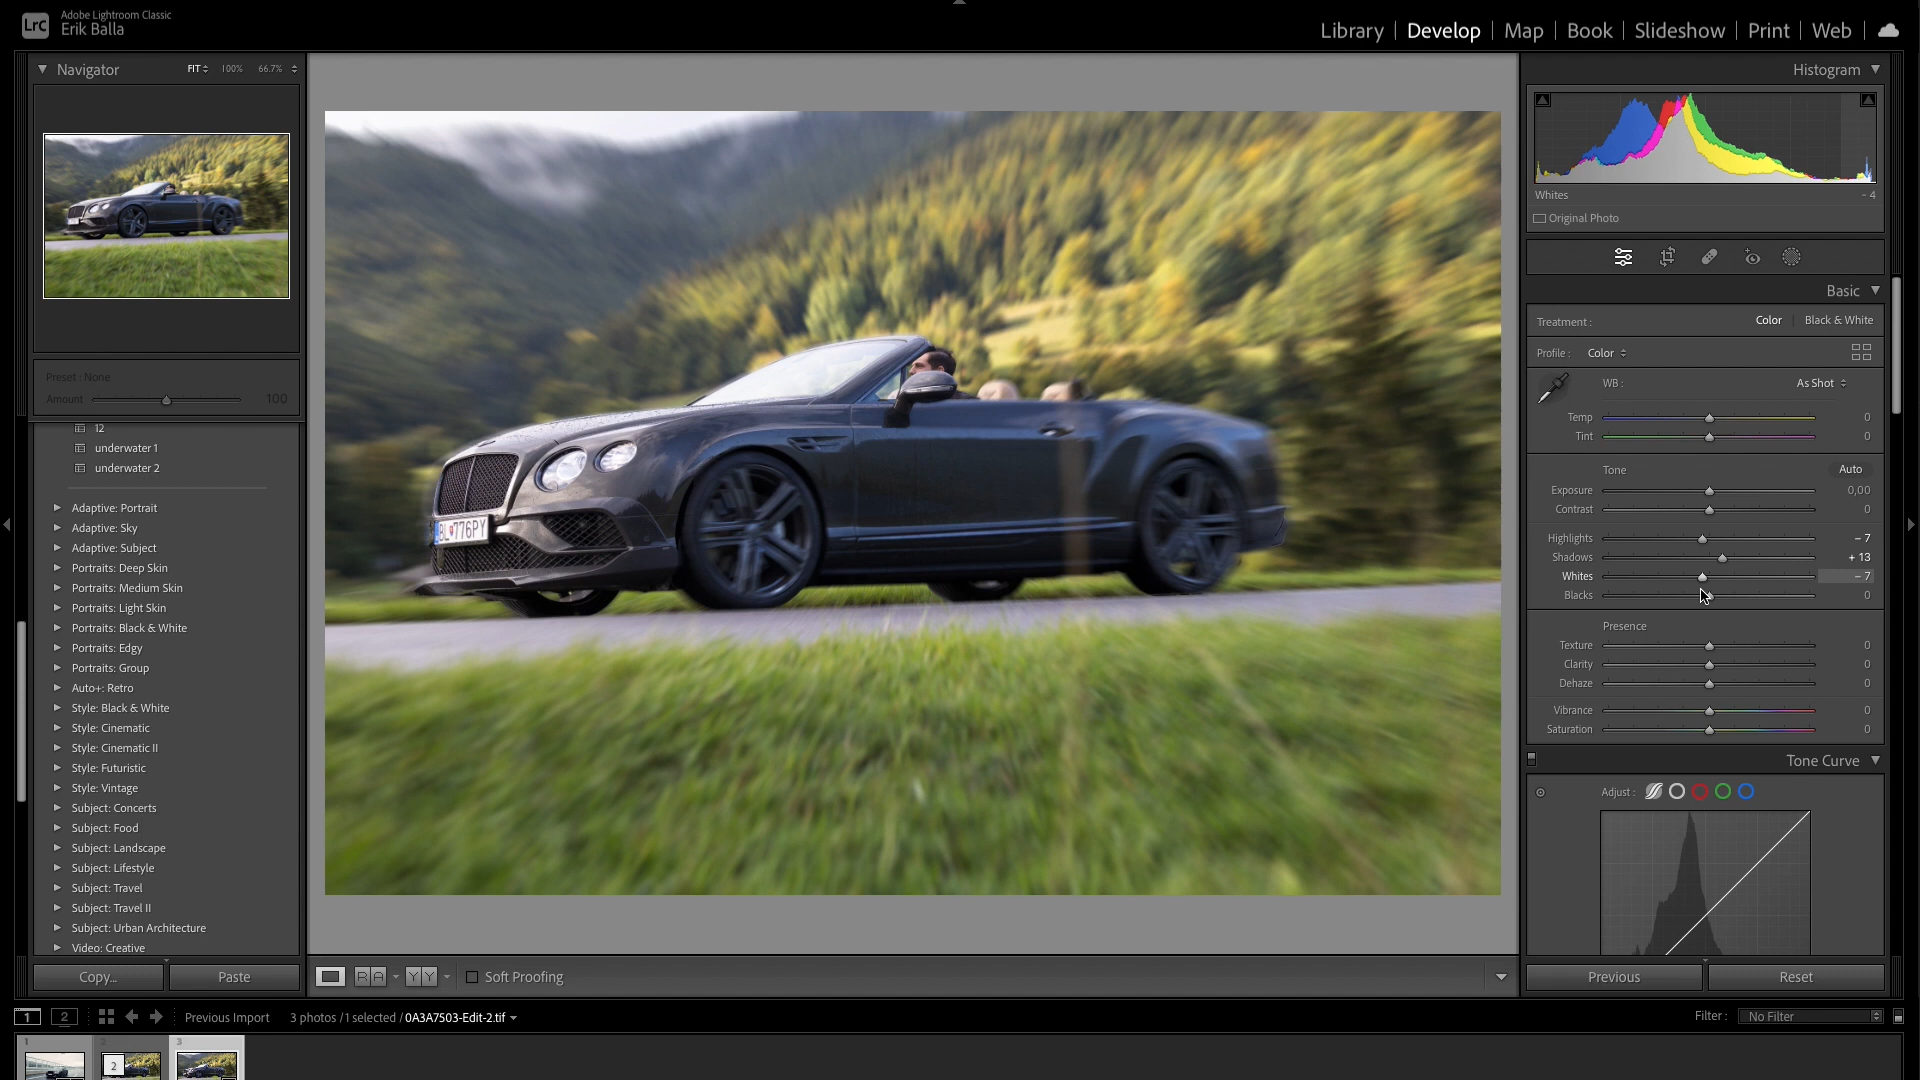 Lrc
Adobe Lightroom Classic
Erik Balla
Library | Develop | Map | Book | Slideshow | Print | Web
Navigator FIT 100% 66.7%
Preset : None
Amount 100
12
underwater 1
underwater 2
Adaptive: Portrait
Adaptive: Sky
Adaptive: Subject
Portraits: Deep Skin
Portraits: Medium Skin
Portraits: Light Skin
Portraits: Black & White
Portraits: Edgy
Portraits: Group
Auto+: Retro
Style: Black & White
Style: Cinematic
Style: Cinematic II
Style: Futuristic
Style: Vintage
Subject: Concerts
Subject: Food
Subject: Landscape
Subject: Lifestyle
Subject: Travel
Subject: Travel II
Subject: Urban Architecture
Video: Creative
Copy... Paste
BL 776PY
R A Y Y Soft Proofing
Histogram
Whites - 4
Original Photo
Basic
Treatment : Color | Black & White
Profile : Color
WB : As Shot
Temp 0
Tint 0
Tone Auto
Exposure 0,00
Contrast 0
Highlights - 7
Shadows + 13
Whites - 7
Blacks 0
Presence
Texture 0
Clarity 0
Dehaze 0
Vibrance 0
Saturation 0
Tone Curve
Adjust :
Previous Reset
1 2 Previous Import 3 photos / 1 selected / 0A3A7503-Edit-2.tif Filter : No Filter
1 2 3
2